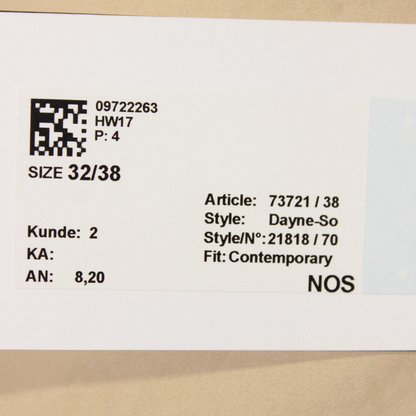 09722263
HW17
P: 4
SIZE 32/38
Article: 73721 / 38
Style: Dayne-So
Kunde: 2
Style/N°: 21818 / 70
KA:
Fit: Contemporary
AN: 8,20
NOS